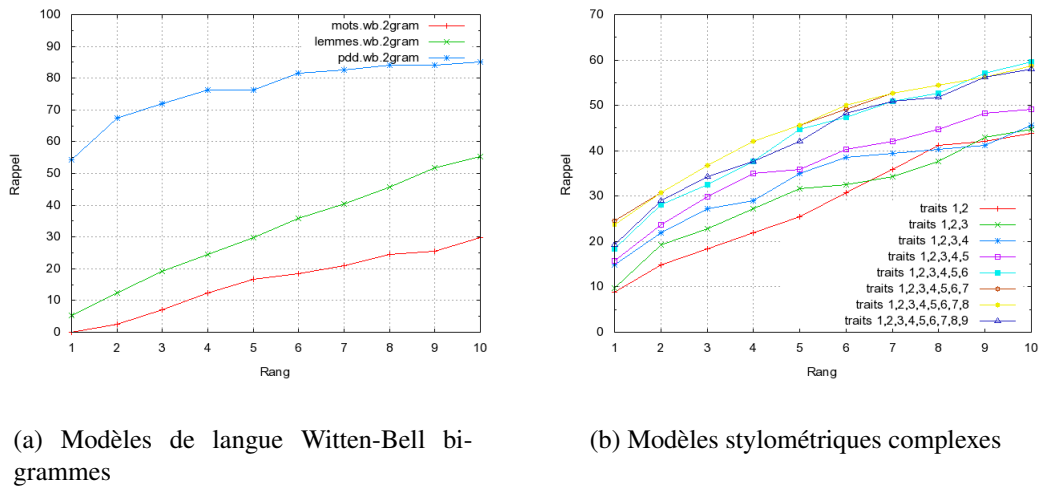 100
90
80
70
60
50
40
30
20
10
0
Rappel
mots.wb.2gram
lemmes.wb.2gram
pdd.wb.2gram
1 2 3 4 5 6 7 8 9 10
Rang
(a) Modèles de langue Witten-Bell bi-
grammes
70
60
50
40
30
20
10
0
Rappel
traits 1,2
traits 1,2,3
traits 1,2,3,4
traits 1,2,3,4,5
traits 1,2,3,4,5,6
traits 1,2,3,4,5,6,7
traits 1,2,3,4,5,6,7,8
traits 1,2,3,4,5,6,7,8,9
1 2 3 4 5 6 7 8 9 10
Rang
(b) Modèles stylométriques complexes